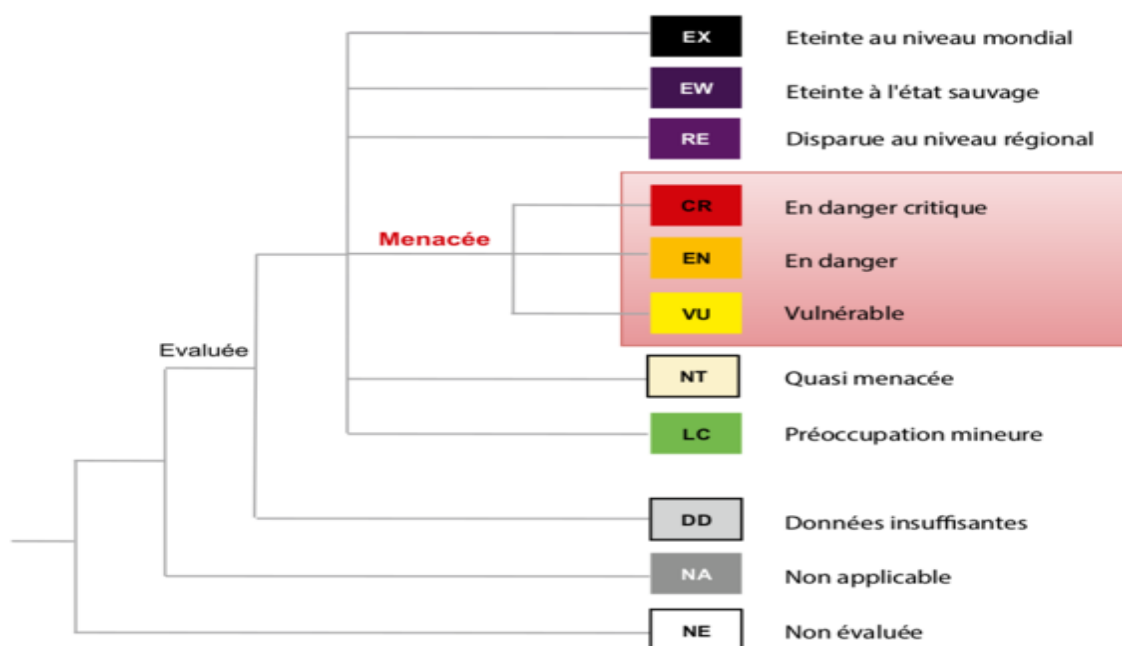 EX Eteinte au niveau mondial
EW Eteinte à l'état sauvage
RE Disparue au niveau régional
CR En danger critique
Menacée
EN En danger
VU Vulnérable
Evaluée
NT Quasi menacée
LC Préoccupation mineure
DD Données insuffisantes
NA Non applicable
NE Non évaluée